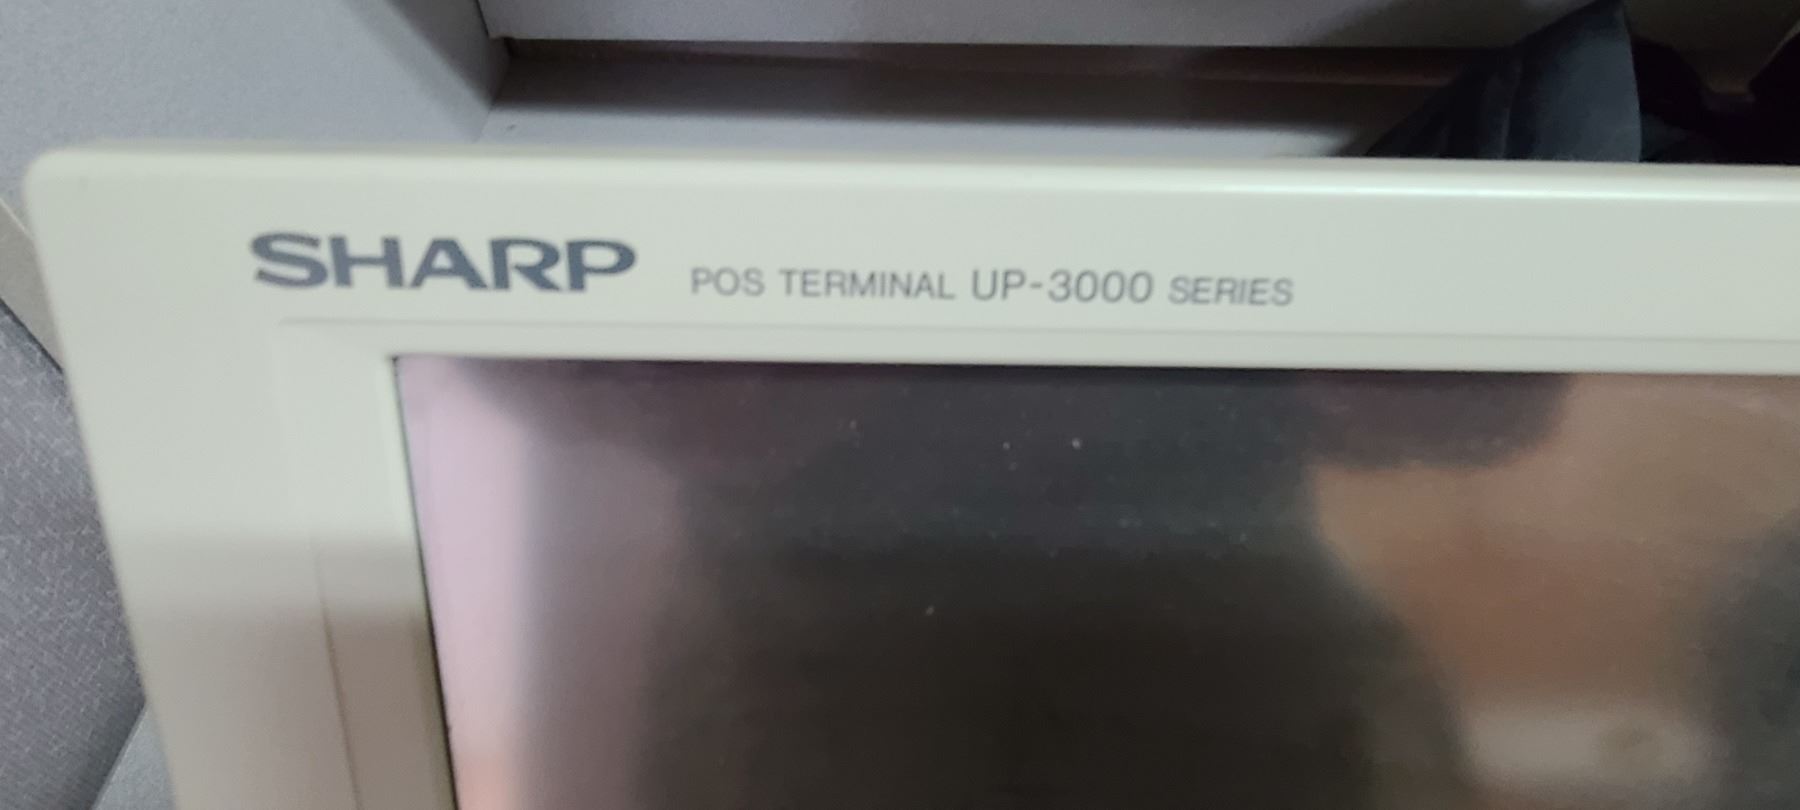 SHARP POS TERMINAL UP-3000 SERIES